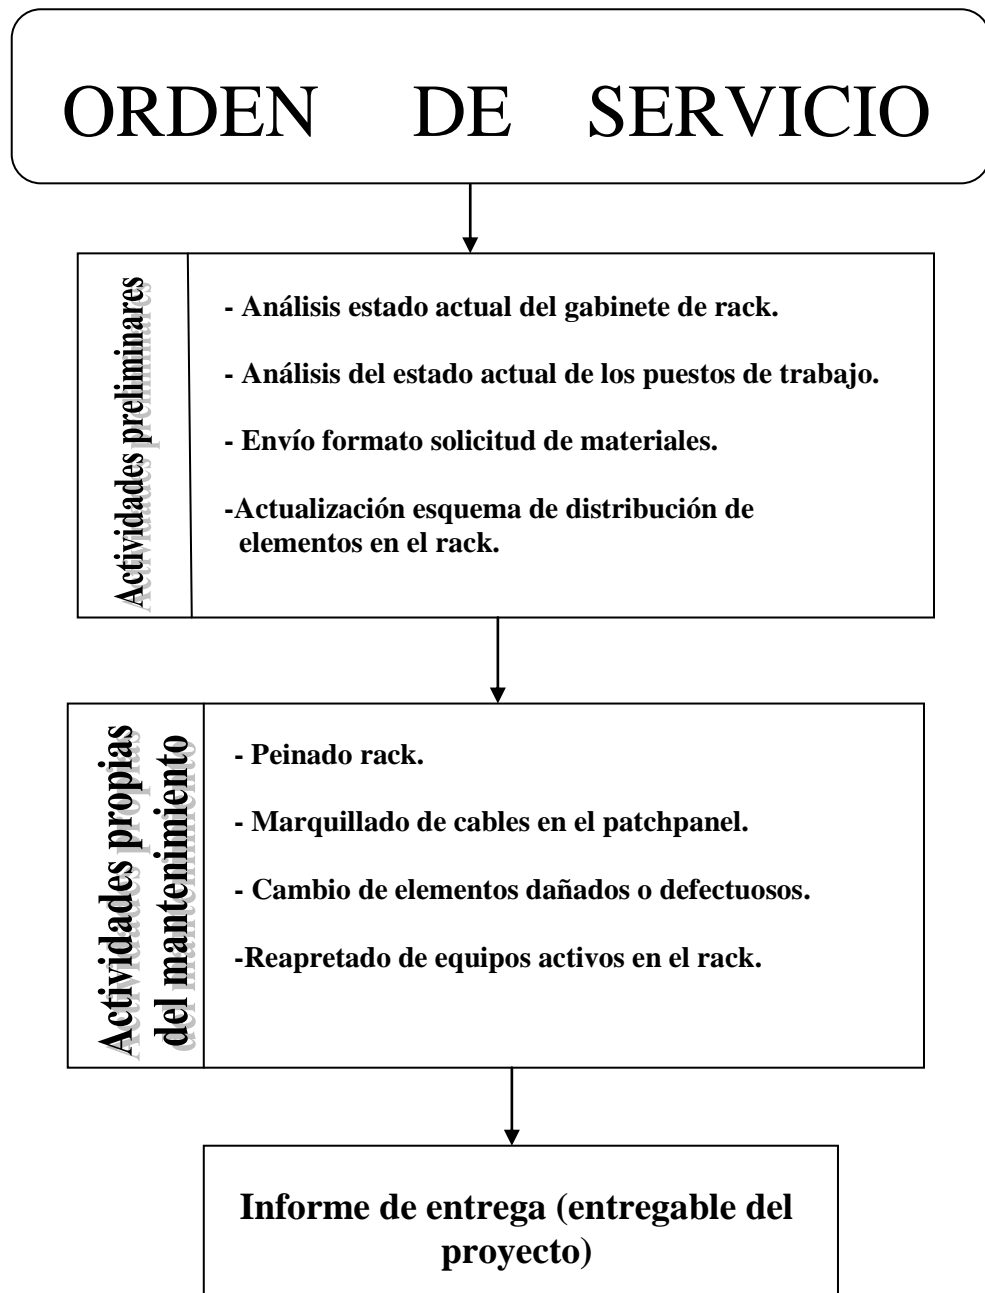 ORDEN DE SERVICIO
Actividades preliminares
- Análisis estado actual del gabinete de rack.
- Análisis del estado actual de los puestos de trabajo.
- Envío formato solicitud de materiales.
-Actualización esquema de distribución de
elementos en el rack.
Actividades propias
del mantenimiento
- Peinado rack.
- Marquillado de cables en el patchpanel.
- Cambio de elementos dañados o defectuosos.
-Reapretado de equipos activos en el rack.
Informe de entrega (entregable del
proyecto)